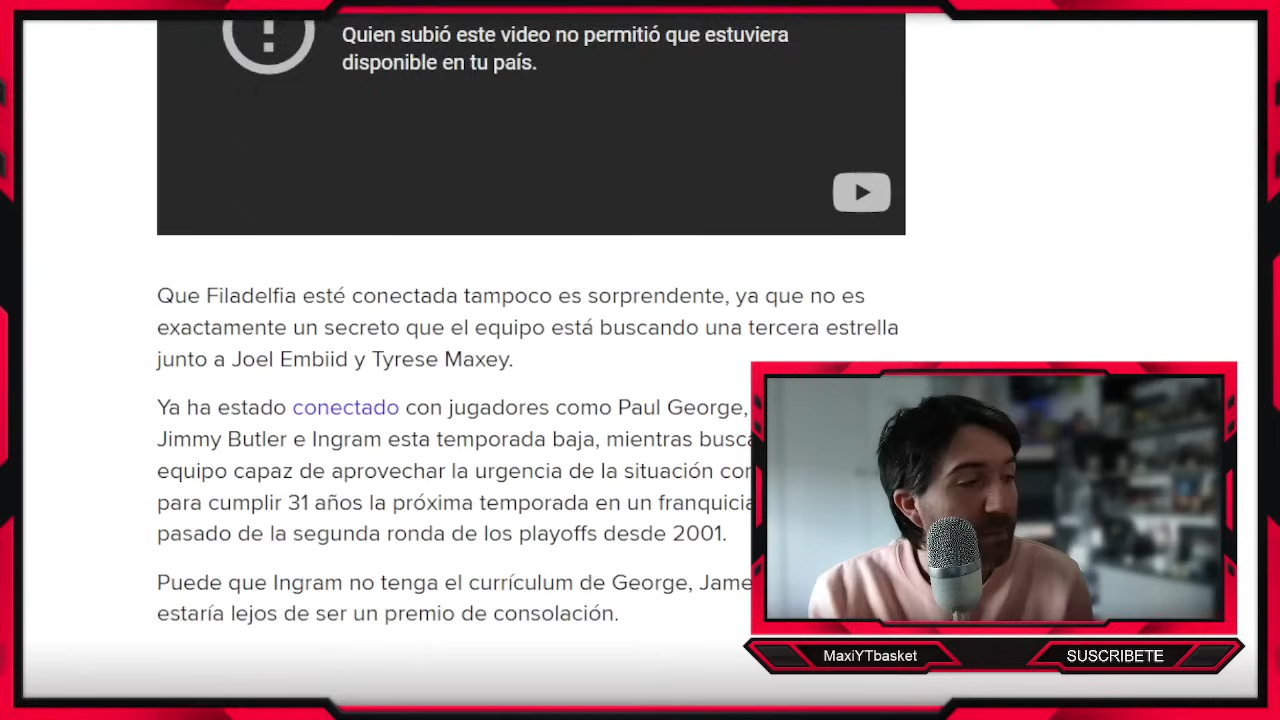 Quien subió este video no permitió que estuviera
disponible en tu país.
Que Filadelfia esté conectada tampoco es sorprendente, ya que no es
exactamente un secreto que el equipo está buscando una tercera estrella
junto a Joel Embiid y Tyrese Maxey.
Ya ha estado conectado con jugadores como Paul George,
Jimmy Butler e Ingram esta temporada baja, mientras
equipo capaz de aprovechar la urgencia de la situación
para cumplir 31 años la próxima temporada en un
pasado de la segunda ronda de los playoffs desde 2001.
Puede que Ingram no tenga el currículum de George,
estaría lejos de ser un premio de consolación.
MaxiYTbasket
SUSCRIBETE